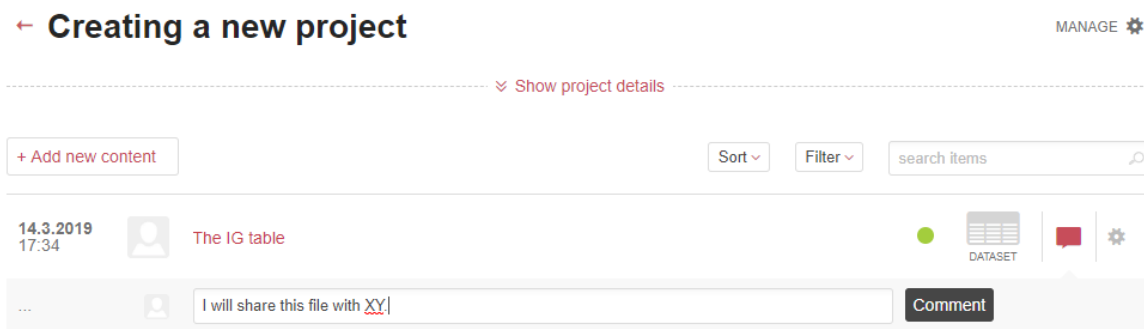 ← Creating a new project
MANAGE
Show project details
+ Add new content
Sort
Filter
search items
14.3.2019
17:34
The IG table
DATASET
...
I will share this file with XY.
Comment